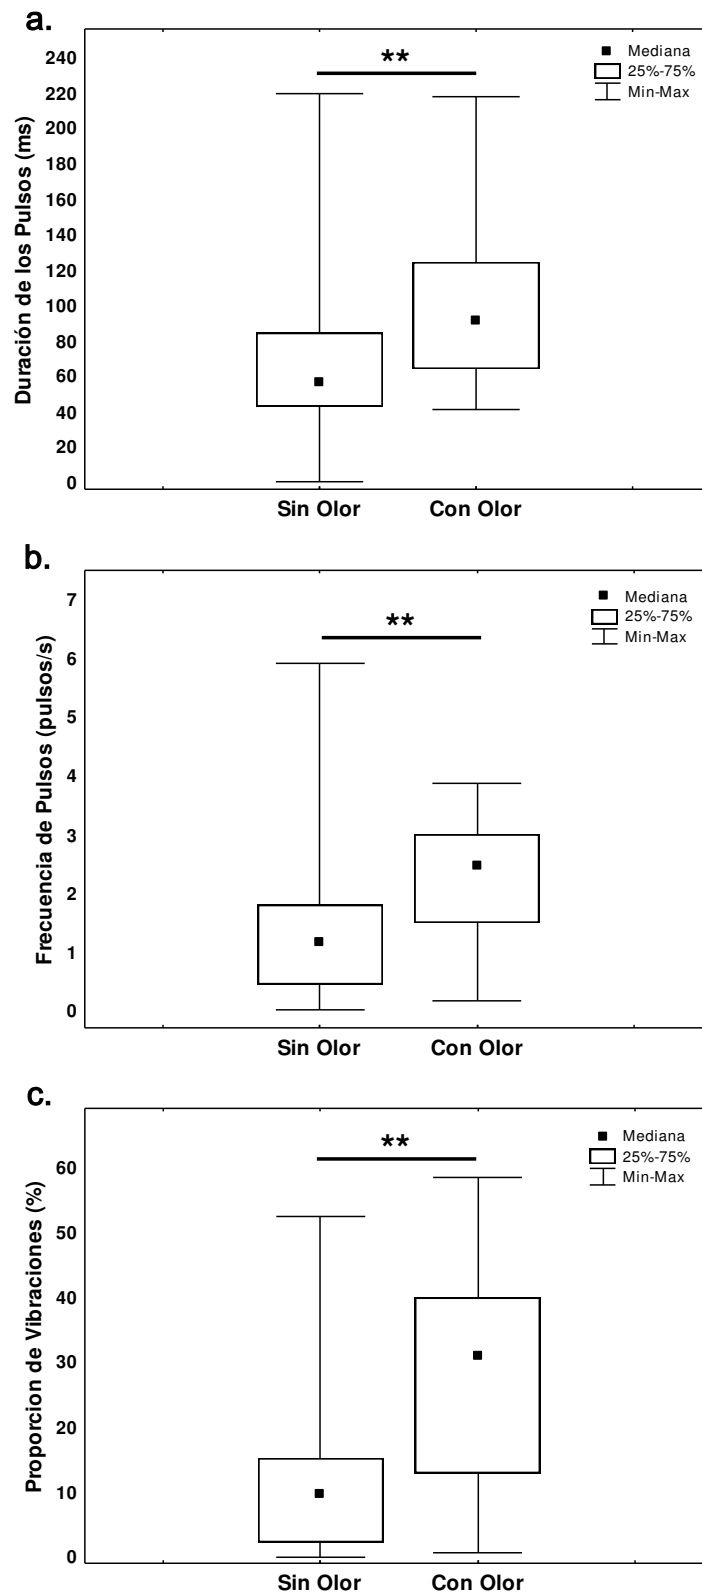 a.
**
Mediana
25%-75%
Min-Max
Duración de los Pulsos (ms)
240
220
200
180
160
140
120
100
80
60
40
20
0
Sin Olor Con Olor
b.
**
Mediana
25%-75%
Min-Max
Frecuencia de Pulsos (pulsos/s)
7
6
5
4
3
2
1
0
Sin Olor Con Olor
c.
**
Mediana
25%-75%
Min-Max
Proporcion de Vibraciones (%)
60
50
40
30
20
10
0
Sin Olor Con Olor